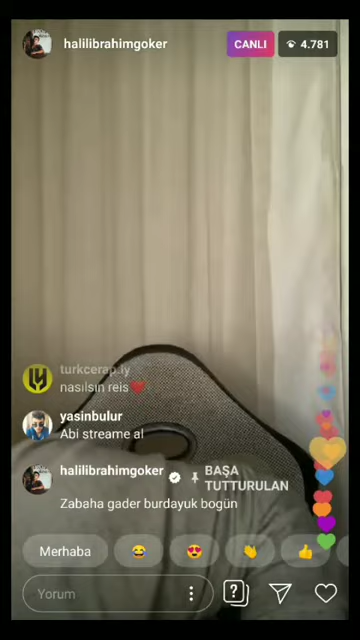 halilibrahimgoker
CANLI
4.781
turkcerap.iy
nasılsın reis❤️
yasinbulur
Abi streame al
halilibrahimgoker BAŞA TUTTURULAN
Zabaha gader burdayuk bogün
Merhaba
Yorum